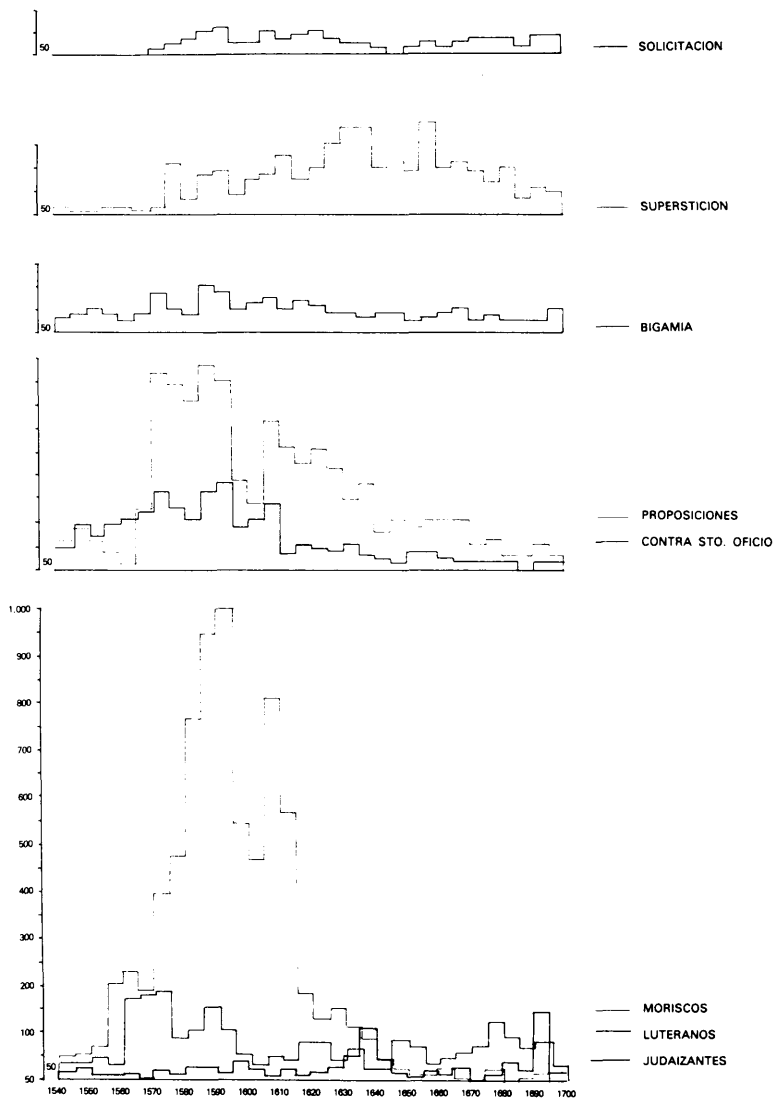 50
SOLICITACION
50
SUPERSTICION
50
BIGAMIA
PROPOSICIONES
CONTRA STO. OFICIO
50
1.000
900
800
700
600
500
400
300
200
100
50
50
MORISCOS
LUTERANOS
JUDAIZANTES
1540 1550 1560 1570 1580 1590 1600 1610 1620 1630 1640 1650 1660 1670 1680 1690 1700